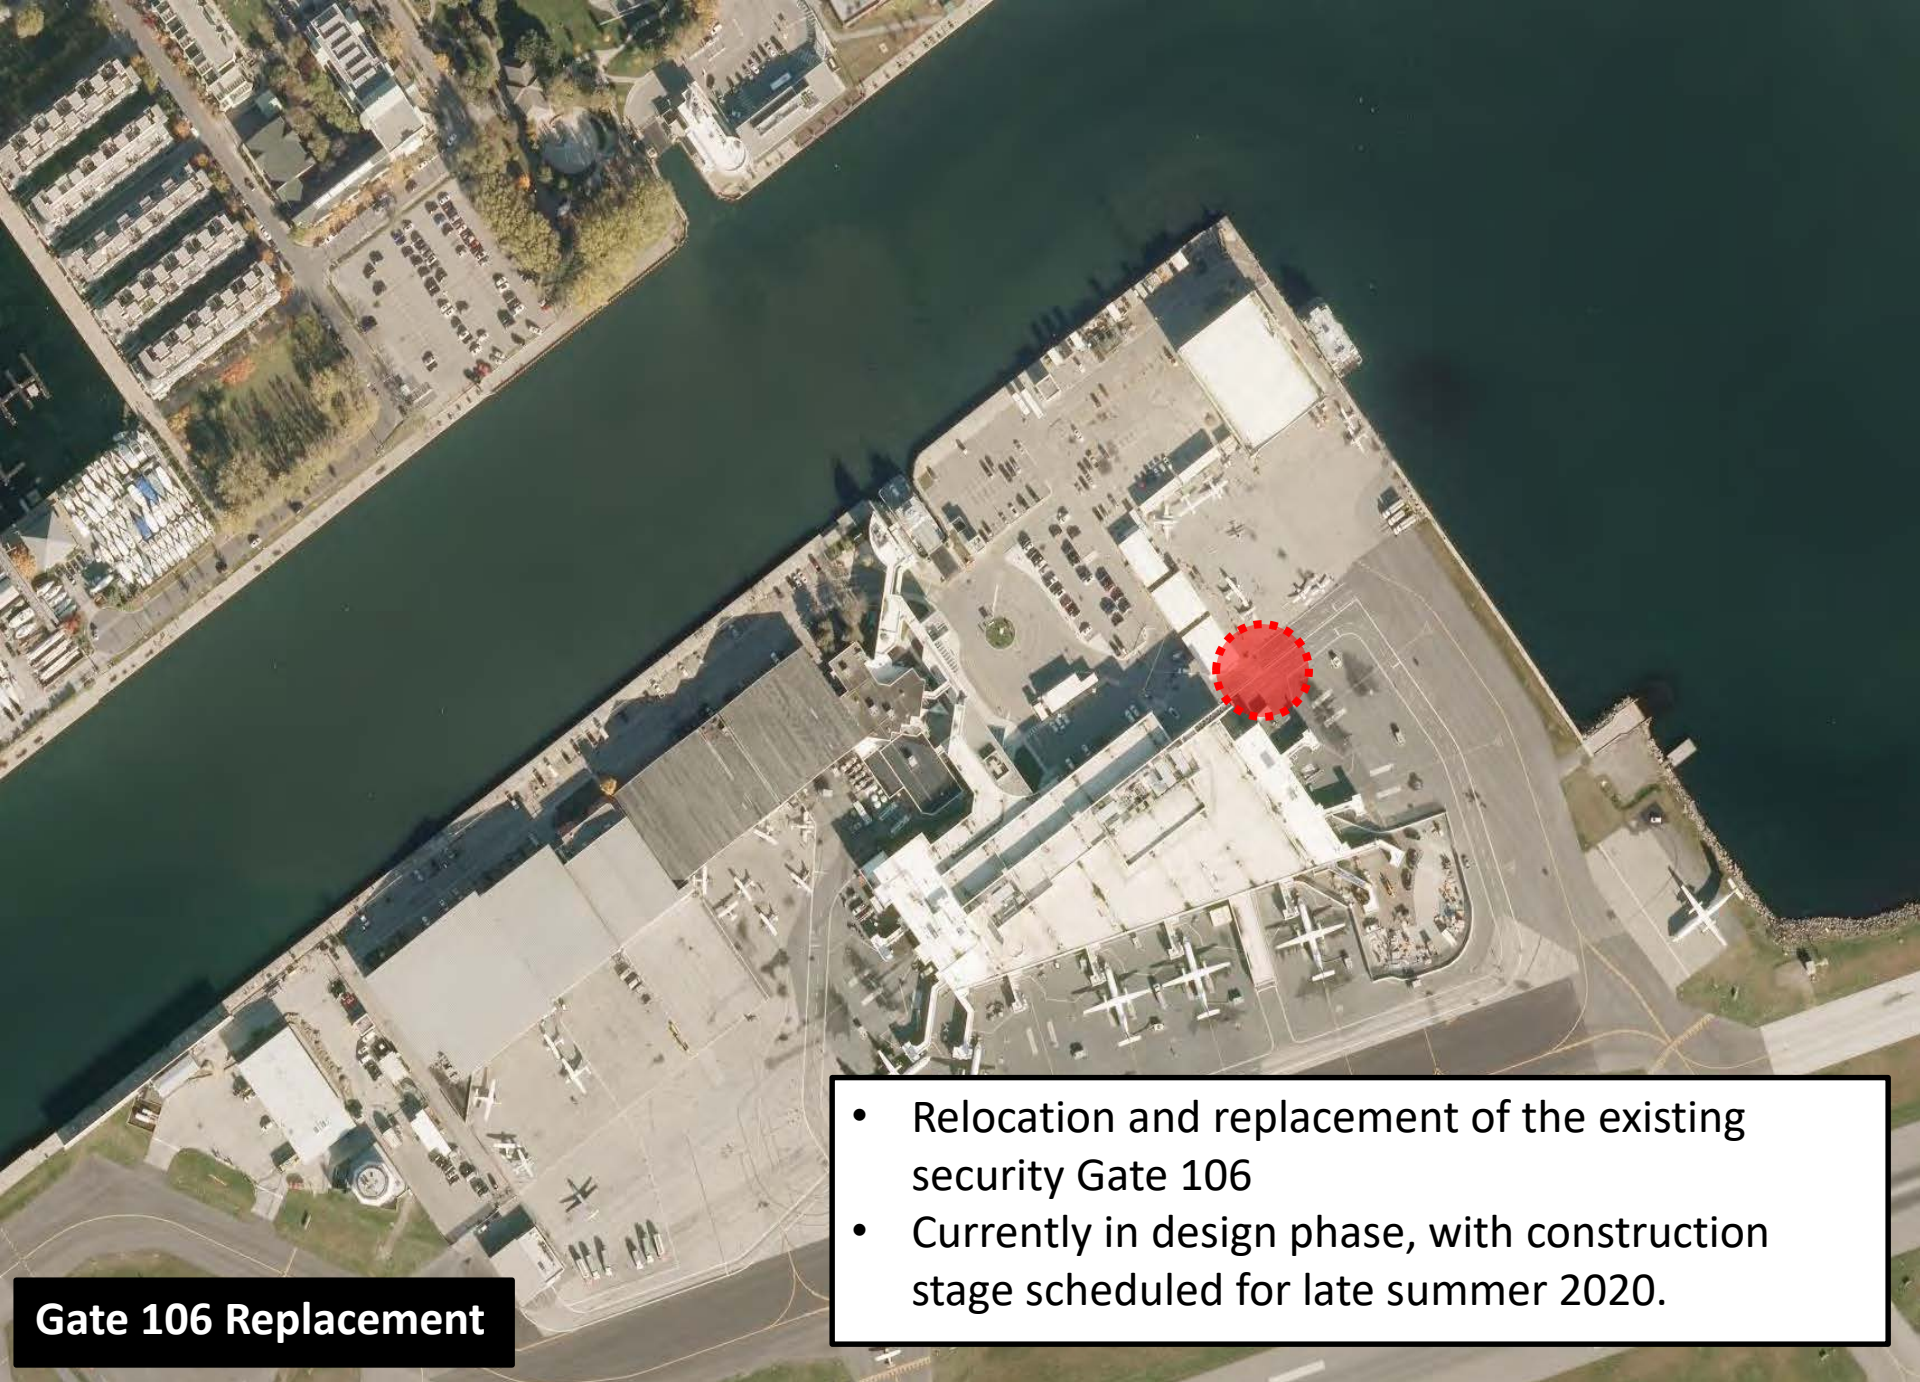 • Relocation and replacement of the existing
security Gate 106
• Currently in design phase, with construction
stage scheduled for late summer 2020.
Gate 106 Replacement